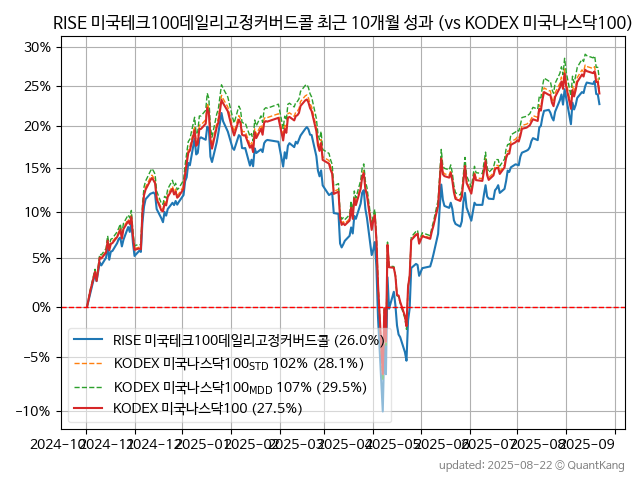 RISE 미국테크100데일리고정커버드콜 최근 10개월 성과 (vs KODEX 미국나스닥100)
30%
25%
20%
15%
10%
5%
0%
−5%
−10%
RISE 미국테크100데일리고정커버드콜 (26.0%)
KODEX 미국나스닥100STD 102% (28.1%)
KODEX 미국나스닥100MDD 107% (29.5%)
KODEX 미국나스닥100 (27.5%)
2024-10 2024-11 2024-12 2025-01 2025-02 2025-03 2025-04 2025-05 2025-06 2025-07 2025-08 2025-09
updated: 2025-08-22 © QuantKang